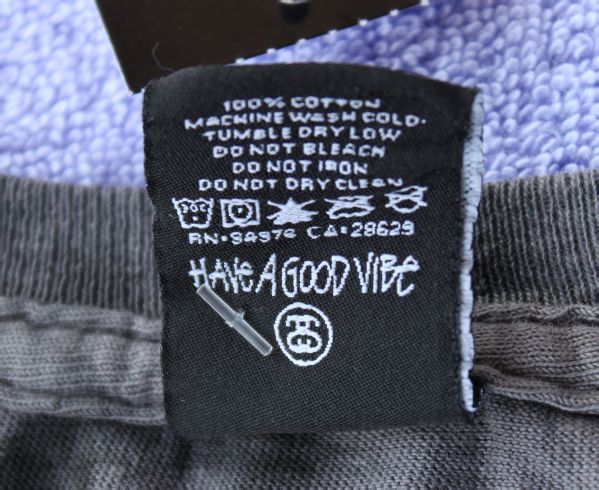 100% COTTON
MACHINE WASH COLD.
TUMBLE DRY LOW
DO NOT BLEACH
DO NOT IRON
DO NOT DRY CLEAN
RN•94974 CA•28629
HAVE A GOOD VIBE